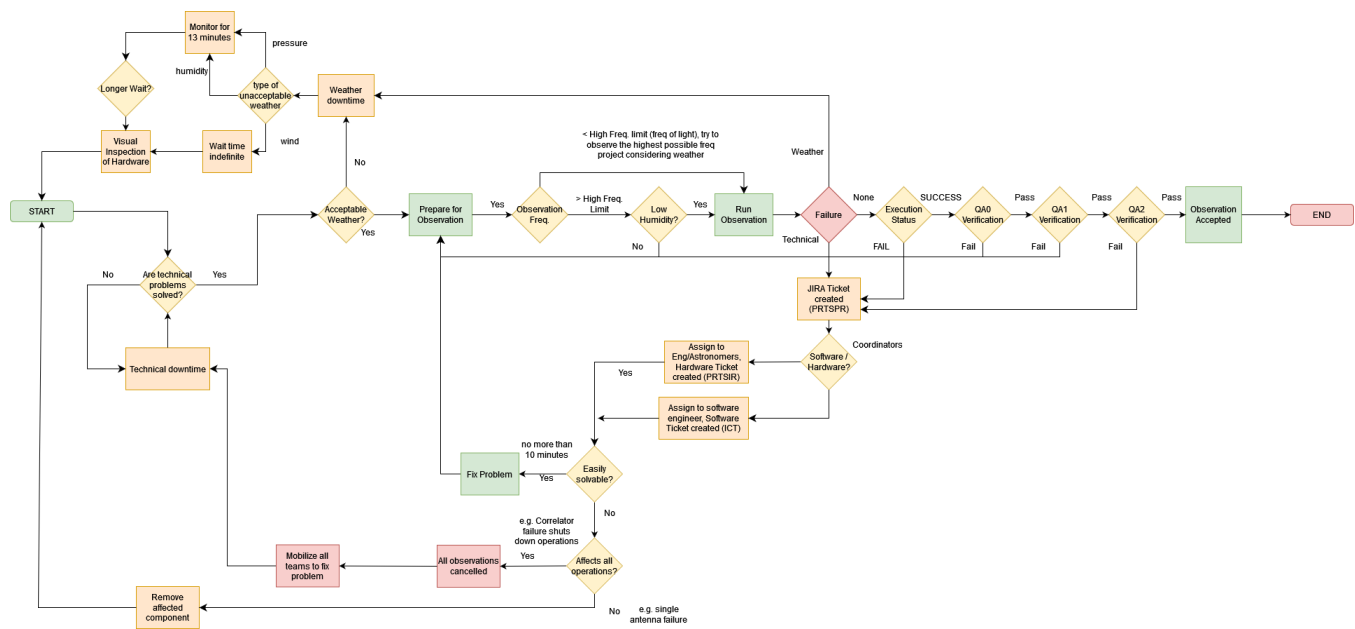 Monitor for
13 minutes
pressure
humidity
Longer Wait?
type of
unacceptable
weather
Weather
downtime
Visual
Inspection
of Hardware
Wait time
indefinite
wind
No
< High Freq. limit (freq of light), try to
observe the highest possible freq
project considering weather
Weather
START
Acceptable
Weather?
Yes
Prepare for
Observation
Yes
Observation
Freq.
> High Freq.
Limit
Low
Humidity?
Yes
No
Run
Observation
Failure
None
Technical
Execution
Status
SUCCESS
FAIL
QA0
Verification
Pass
Fail
QA1
Verification
Pass
Fail
QA2
Verification
Pass
Fail
Observation
Accepted
END
No
Are technical
problems
solved?
Yes
JIRA Ticket
created
(PRTSPR)
Technical downtime
Assign to
Eng/Astronomers,
Hardware Ticket
created (PRTSIR)
Yes
Software /
Hardware?
Coordinators
Assign to software
engineer, Software
Ticket created (ICT)
no more than
10 minutes
Fix Problem
Yes
Easily
solvable?
No
e.g. Correlator
failure shuts
down operations
Mobilize all
teams to fix
problem
All observations
cancelled
Yes
Affects all
operations?
Remove
affected
component
No
e.g. single
antenna failure